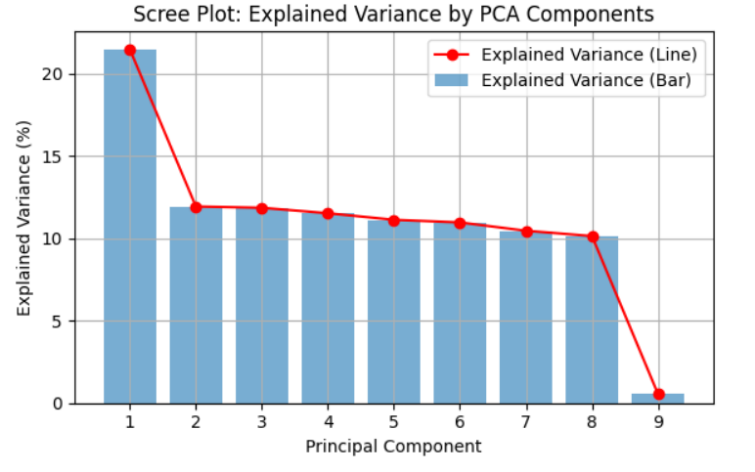 Scree Plot: Explained Variance by PCA Components
Explained Variance (Line)
Explained Variance (Bar)
Explained Variance (%)
20
15
10
5
0
1 2 3 4 5 6 7 8 9
Principal Component